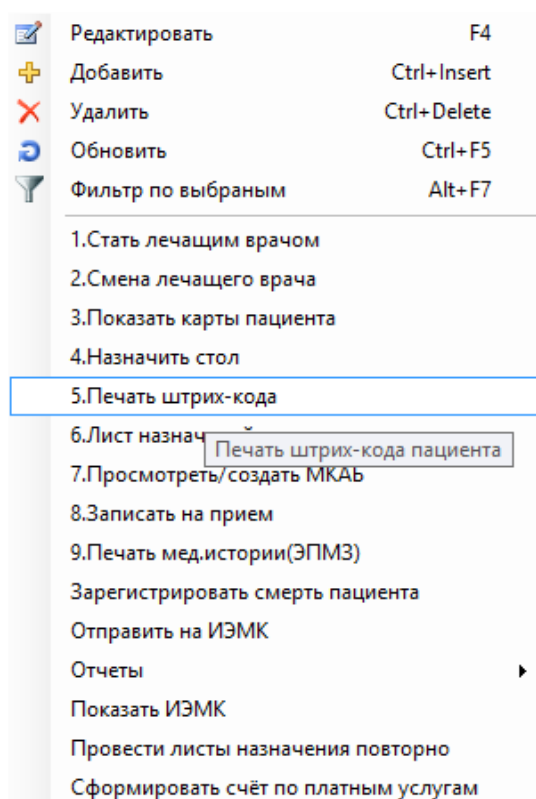 Редактировать F4
Добавить Ctrl+Insert
Удалить Ctrl+Delete
Обновить Ctrl+F5
Фильтр по выбраным Alt+F7
1.Стать лечащим врачом
2.Смена лечащего врача
3.Показать карты пациента
4.Назначить стол
5.Печать штрих-кода
6.Лист
Печать штрих-кода пациента
7.Просмотреть/создать МКАБ
8.Записать на прием
9.Печать мед.истории(ЭПМЗ)
Зарегистрировать смерть пациента
Отправить на ИЭМК
Отчеты
Показать ИЭМК
Провести листы назначения повторно
Сформировать счёт по платным услугам